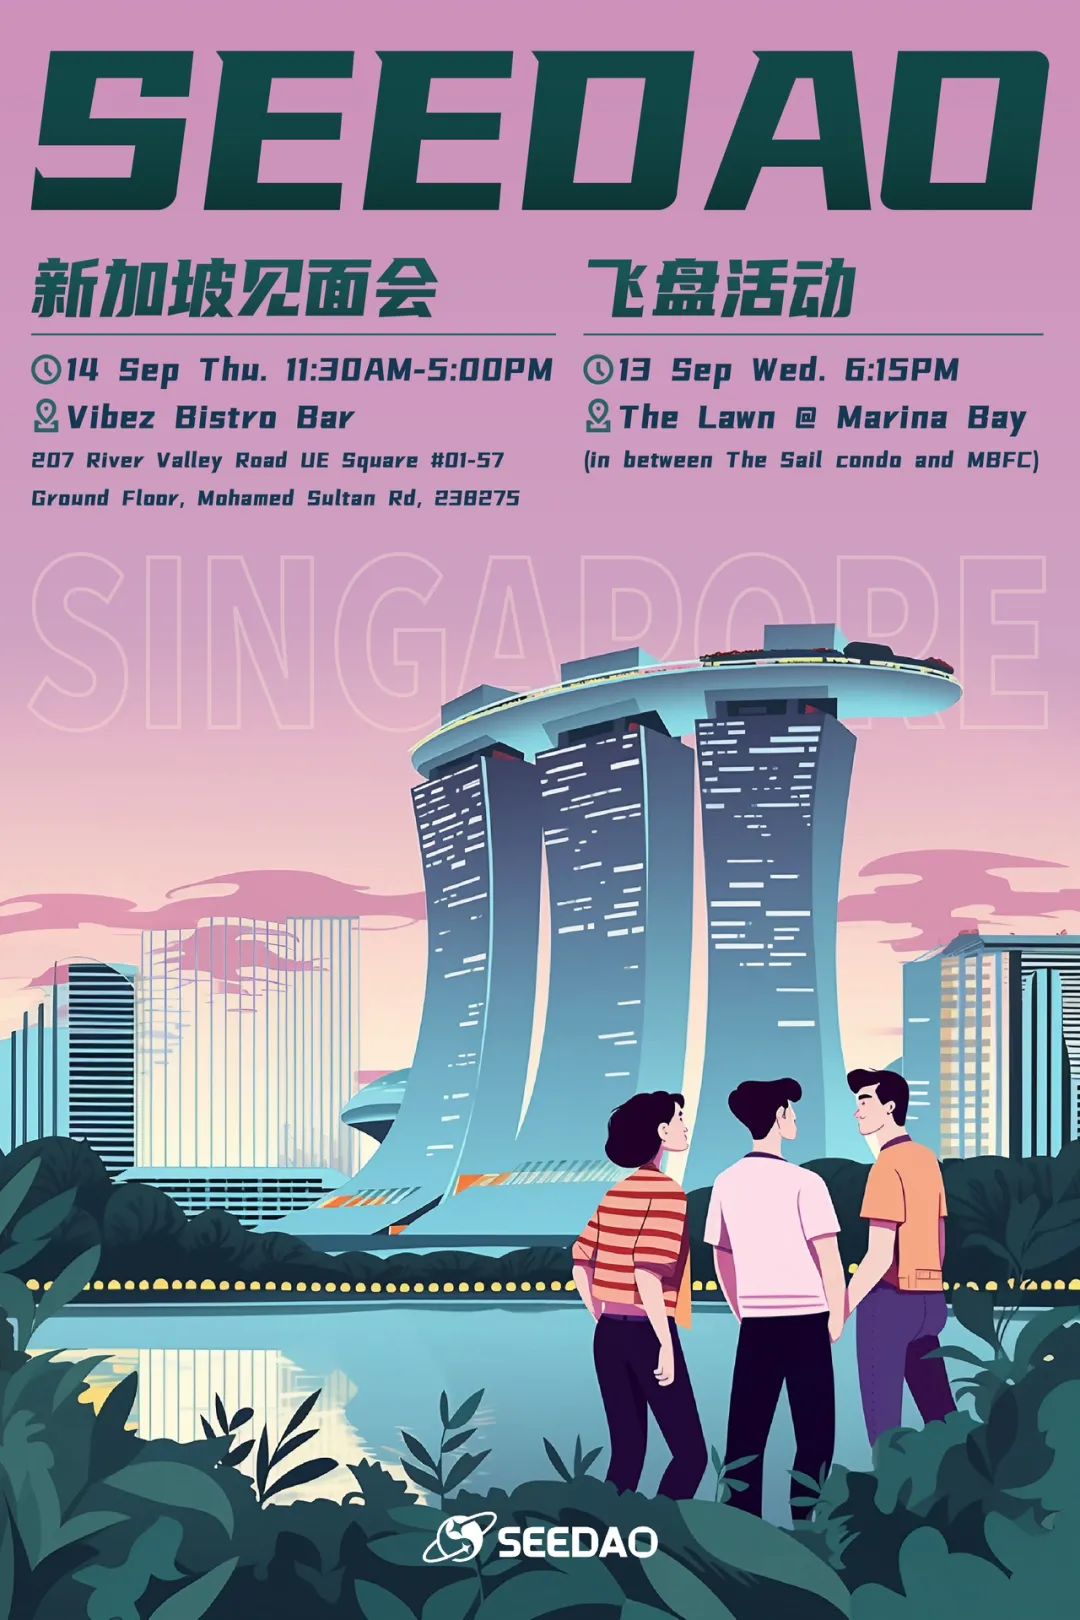 SEEDAO
新加坡见面会
14 Sep Thu. 11:30AM-5:00PM
Vibez Bistro Bar
207 River Valley Road UE Square #01-57
Ground Floor, Mohamed Sultan Rd, 238275
飞盘活动
13 Sep Wed. 6:15PM
The Lawn @ Marina Bay
(in between The Sail condo and MBFC)
SINGAPORE
SEEDAO